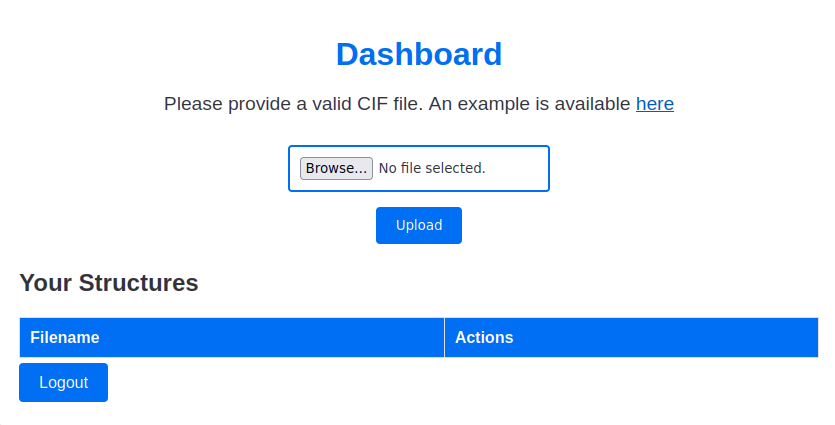 Dashboard
Please provide a valid CIF file. An example is available here
Browse... No file selected.
Upload
Your Structures
Filename Actions
Logout